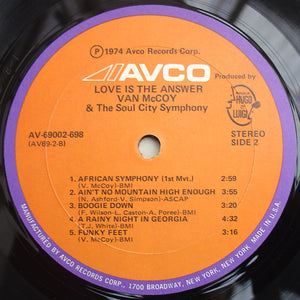 ℗ 1974 Avco Records Corp.
AVCO
LOVE IS THE ANSWER
VAN McCOY
& The Soul City Symphony
Produced by
HUGO
&
LUIGI
AV-69002-698
(AV69-2-B)
STEREO
SIDE 2
1. AFRICAN SYMPHONY (1st Mvt.) 2:59
(V. McCoy)-BMI
2. AIN'T NO MOUNTAIN HIGH ENOUGH 4:12
(N. Ashford-V. Simpson)-ASCAP
3. BOOGIE DOWN 5:05
(F. Wilson-L. Caston-A. Poree)-BMI
4. A RAINY NIGHT IN GEORGIA 4:32
(T.J. White)-BMI
5. FUNKY FEET 3:16
(V. McCoy)-BMI
MANUFACTURED BY AVCO RECORDS CORP., 1700 BROADWAY, NEW YORK, NEW YORK. MADE IN U.S.A.